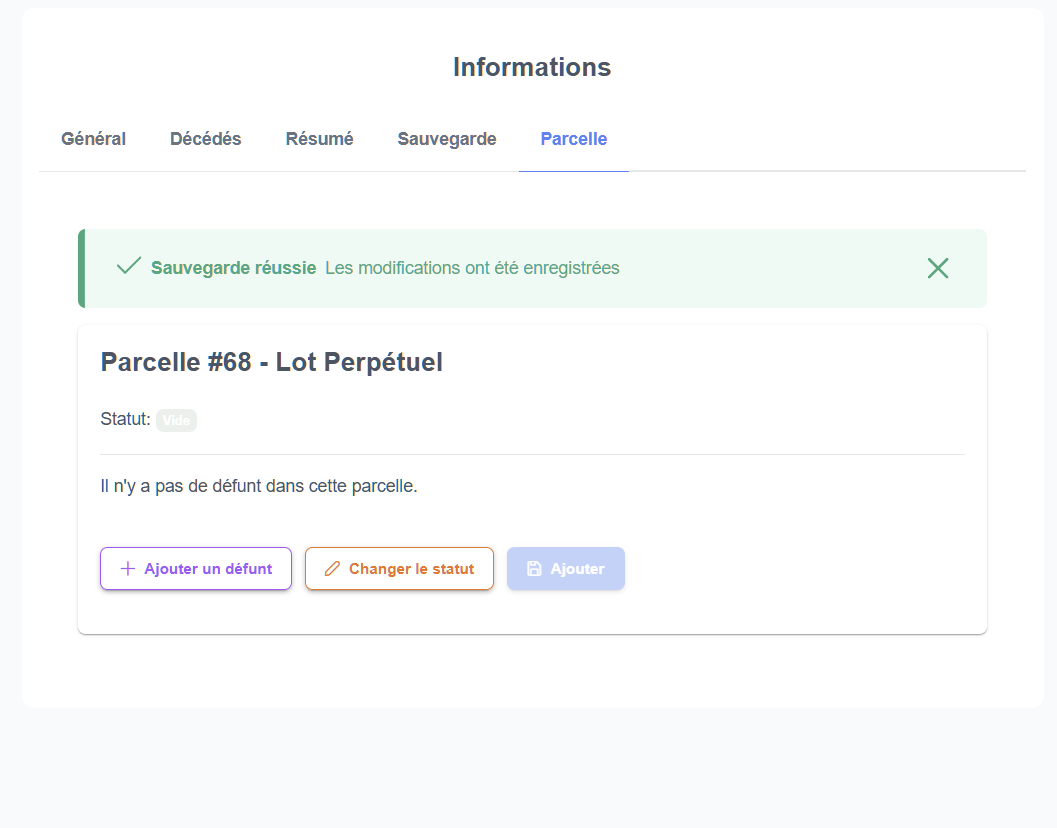 Informations
Général Décédés Résumé Sauvegarde Parcelle
Sauvegarde réussie Les modifications ont été enregistrées
Parcelle #68 - Lot Perpétuel
Statut: Vide
Il n'y a pas de défunt dans cette parcelle.
Ajouter un défunt Changer le statut Ajouter